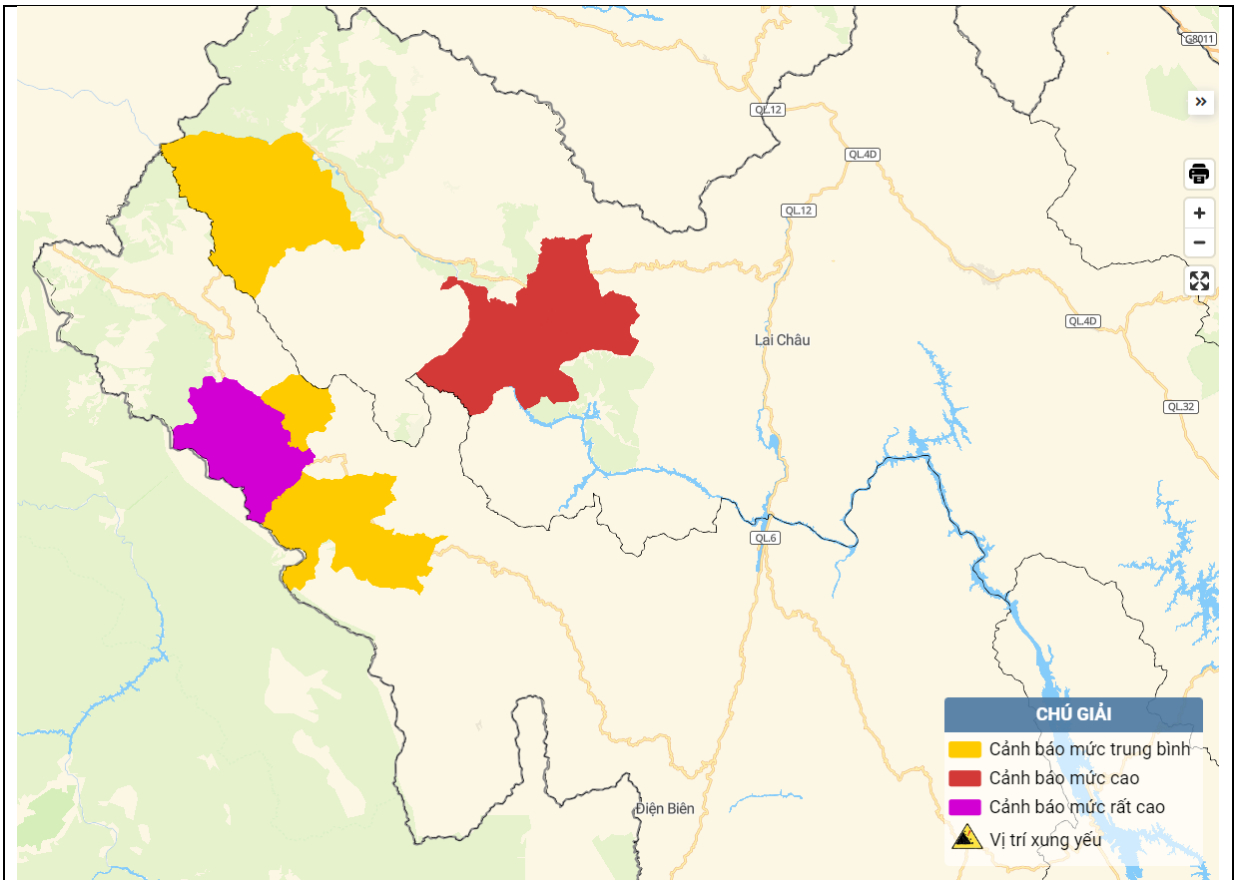 G8011
»
QL.12
QL.4D
QL.12
+
−
QL.4D
Lai Châu
QL.32
QL.6
Điện Biên
CHÚ GIẢI
Cảnh báo mức trung bình
Cảnh báo mức cao
Cảnh báo mức rất cao
Vị trí xung yếu